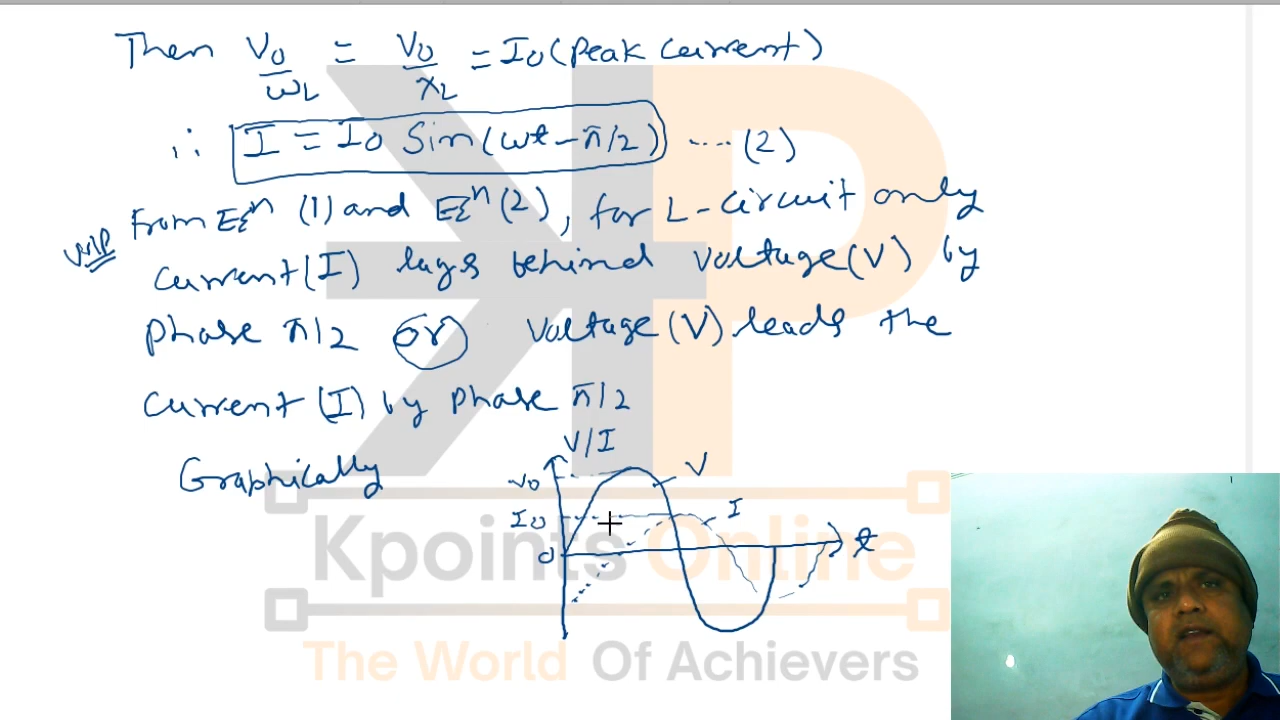 Then V0/ωL = V0/XL = I0 (Peak Current)
∴ I = I0 Sin(ωt - π/2) ---- (2)
From Eqn (1) and Eqn (2), for L-circuit only
VVIP
Current (I) lags behind Voltage (V) by
Phase π/2 or Voltage (V) leads the
Current (I) by Phase π/2
Graphically
V/I
V0
V
I0
I
0
t
Kpoints Online
The World Of Achievers